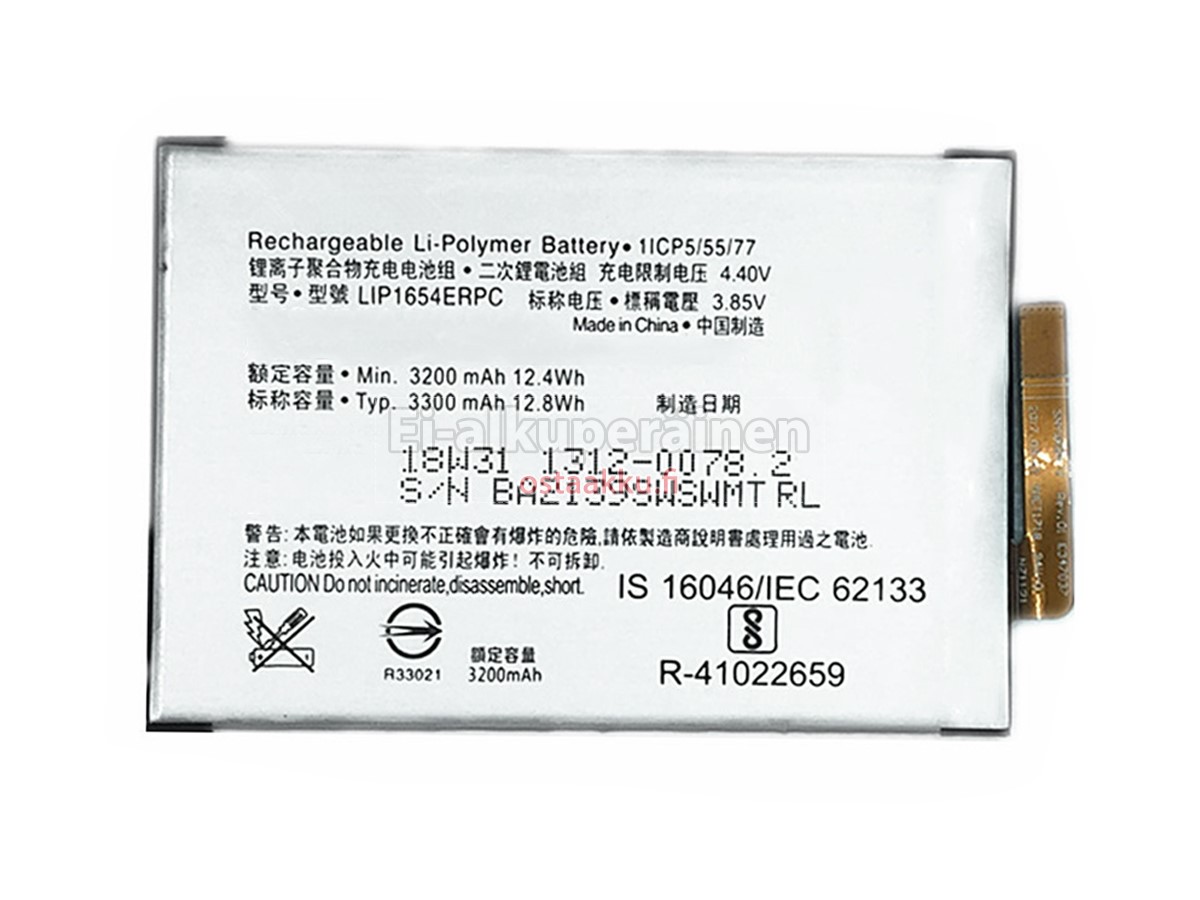 Rechargeable Li-Polymer Battery • 1ICP5/55/77
锂离子聚合物充电电池组 • 二次鋰電池組 充电限制电压 4.40V
型号 • 型號 LIP1654ERPC 标称电压 • 標稱電壓 3.85V
Made in China • 中国制造
額定容量 • Min. 3200 mAh 12.4Wh
标称容量 • Typ. 3300 mAh 12.8Wh 制造日期
Ei-alkuperäinen
18W31 1312-0078.2
ostaakku.fi
S/N
警告: 本電池如果更換不正確會有爆炸的危險,請依製造商說明書處理用過之電池.
注意: 电池投入火中可能引起爆炸! 不可拆卸.
CAUTION Do not incinerate,disassemble,short.
IS 16046/IEC 62133
R33021
額定容量
3200mAh
R-41022659